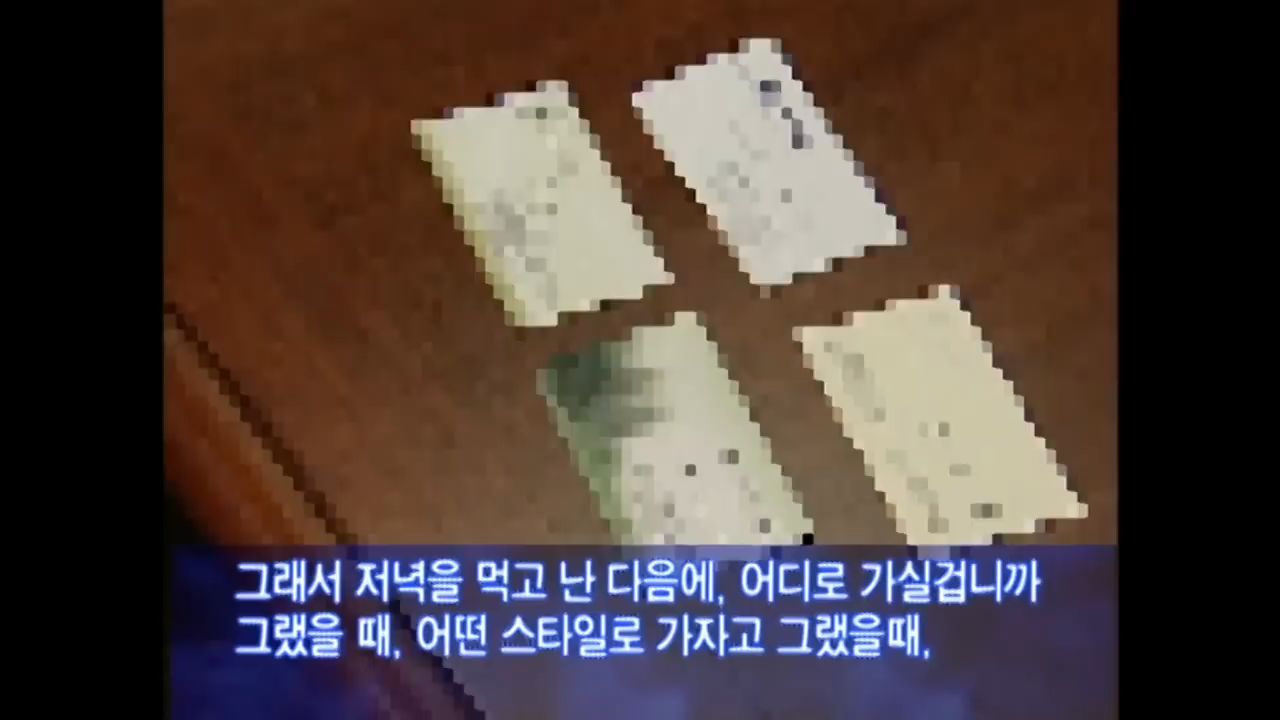 그래서 저녁을 먹고 난 다음에, 어디로 가실겁니까
그랬을 때, 어떤 스타일로 가자고 그랬을때,